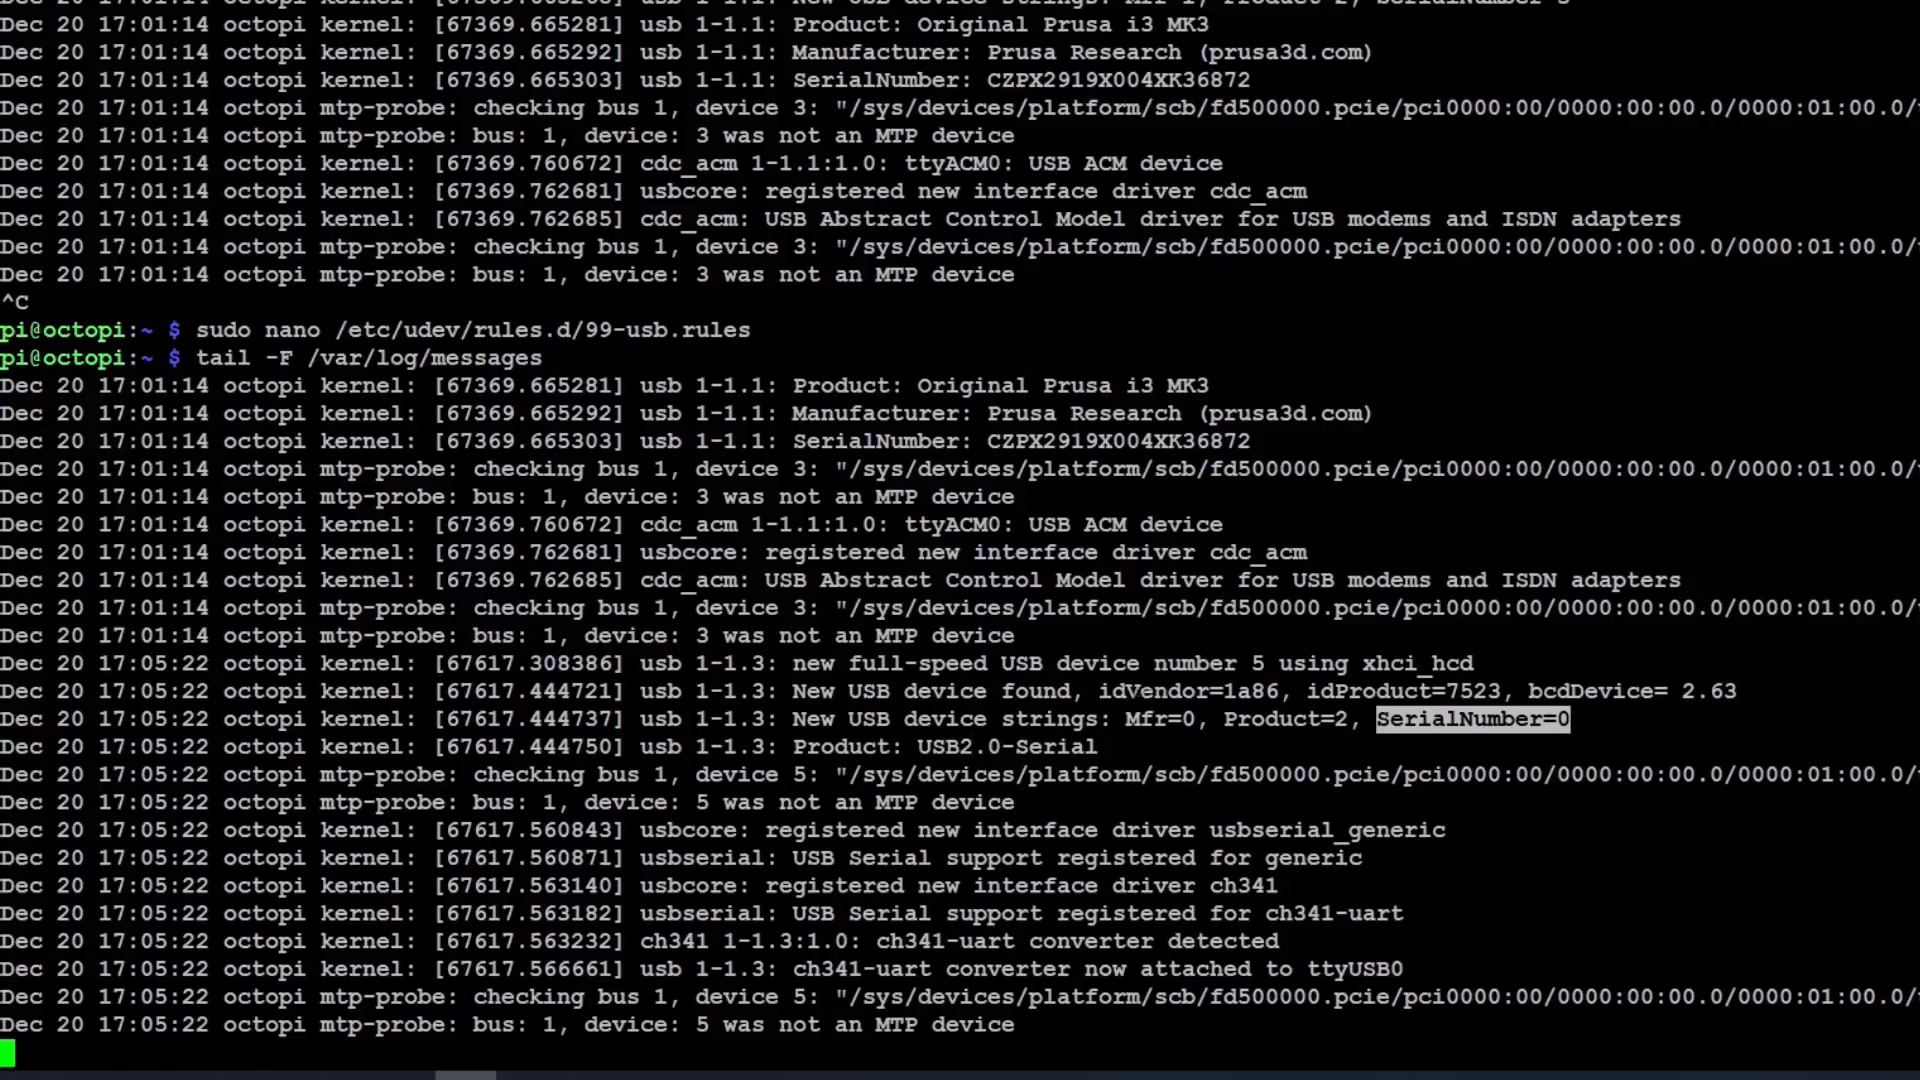 Dec 20 17:01:14 octopi kernel: [67369.665281] usb 1-1.1: Product: Original Prusa i3 MK3
Dec 20 17:01:14 octopi kernel: [67369.665292] usb 1-1.1: Manufacturer: Prusa Research (prusa3d.com)
Dec 20 17:01:14 octopi kernel: [67369.665303] usb 1-1.1: SerialNumber: CZPX2919X004XK36872
Dec 20 17:01:14 octopi mtp-probe: checking bus 1, device 3: "/sys/devices/platform/scb/fd500000.pcie/pci0000:00/0000:00:00.0/0000:01:00.0/
Dec 20 17:01:14 octopi mtp-probe: bus: 1, device: 3 was not an MTP device
Dec 20 17:01:14 octopi kernel: [67369.760672] cdc_acm 1-1.1:1.0: ttyACM0: USB ACM device
Dec 20 17:01:14 octopi kernel: [67369.762681] usbcore: registered new interface driver cdc_acm
Dec 20 17:01:14 octopi kernel: [67369.762685] cdc_acm: USB Abstract Control Model driver for USB modems and ISDN adapters
Dec 20 17:01:14 octopi mtp-probe: checking bus 1, device 3: "/sys/devices/platform/scb/fd500000.pcie/pci0000:00/0000:00:00.0/0000:01:00.0/
Dec 20 17:01:14 octopi mtp-probe: bus: 1, device: 3 was not an MTP device
^C
pi@octopi:~ $ sudo nano /etc/udev/rules.d/99-usb.rules
pi@octopi:~ $ tail -F /var/log/messages
Dec 20 17:01:14 octopi kernel: [67369.665281] usb 1-1.1: Product: Original Prusa i3 MK3
Dec 20 17:01:14 octopi kernel: [67369.665292] usb 1-1.1: Manufacturer: Prusa Research (prusa3d.com)
Dec 20 17:01:14 octopi kernel: [67369.665303] usb 1-1.1: SerialNumber: CZPX2919X004XK36872
Dec 20 17:01:14 octopi mtp-probe: checking bus 1, device 3: "/sys/devices/platform/scb/fd500000.pcie/pci0000:00/0000:00:00.0/0000:01:00.0/
Dec 20 17:01:14 octopi mtp-probe: bus: 1, device: 3 was not an MTP device
Dec 20 17:01:14 octopi kernel: [67369.760672] cdc_acm 1-1.1:1.0: ttyACM0: USB ACM device
Dec 20 17:01:14 octopi kernel: [67369.762681] usbcore: registered new interface driver cdc_acm
Dec 20 17:01:14 octopi kernel: [67369.762685] cdc_acm: USB Abstract Control Model driver for USB modems and ISDN adapters
Dec 20 17:01:14 octopi mtp-probe: checking bus 1, device 3: "/sys/devices/platform/scb/fd500000.pcie/pci0000:00/0000:00:00.0/0000:01:00.0/
Dec 20 17:01:14 octopi mtp-probe: bus: 1, device: 3 was not an MTP device
Dec 20 17:05:22 octopi kernel: [67617.308386] usb 1-1.3: new full-speed USB device number 5 using xhci_hcd
Dec 20 17:05:22 octopi kernel: [67617.444721] usb 1-1.3: New USB device found, idVendor=1a86, idProduct=7523, bcdDevice= 2.63
Dec 20 17:05:22 octopi kernel: [67617.444737] usb 1-1.3: New USB device strings: Mfr=0, Product=2, SerialNumber=0
Dec 20 17:05:22 octopi kernel: [67617.444750] usb 1-1.3: Product: USB2.0-Serial
Dec 20 17:05:22 octopi mtp-probe: checking bus 1, device 5: "/sys/devices/platform/scb/fd500000.pcie/pci0000:00/0000:00:00.0/0000:01:00.0/
Dec 20 17:05:22 octopi mtp-probe: bus: 1, device: 5 was not an MTP device
Dec 20 17:05:22 octopi kernel: [67617.560843] usbcore: registered new interface driver usbserial_generic
Dec 20 17:05:22 octopi kernel: [67617.560871] usbserial: USB Serial support registered for generic
Dec 20 17:05:22 octopi kernel: [67617.563140] usbcore: registered new interface driver ch341
Dec 20 17:05:22 octopi kernel: [67617.563182] usbserial: USB Serial support registered for ch341-uart
Dec 20 17:05:22 octopi kernel: [67617.563232] ch341 1-1.3:1.0: ch341-uart converter detected
Dec 20 17:05:22 octopi kernel: [67617.566661] usb 1-1.3: ch341-uart converter now attached to ttyUSB0
Dec 20 17:05:22 octopi mtp-probe: checking bus 1, device 5: "/sys/devices/platform/scb/fd500000.pcie/pci0000:00/0000:00:00.0/0000:01:00.0/
Dec 20 17:05:22 octopi mtp-probe: bus: 1, device: 5 was not an MTP device